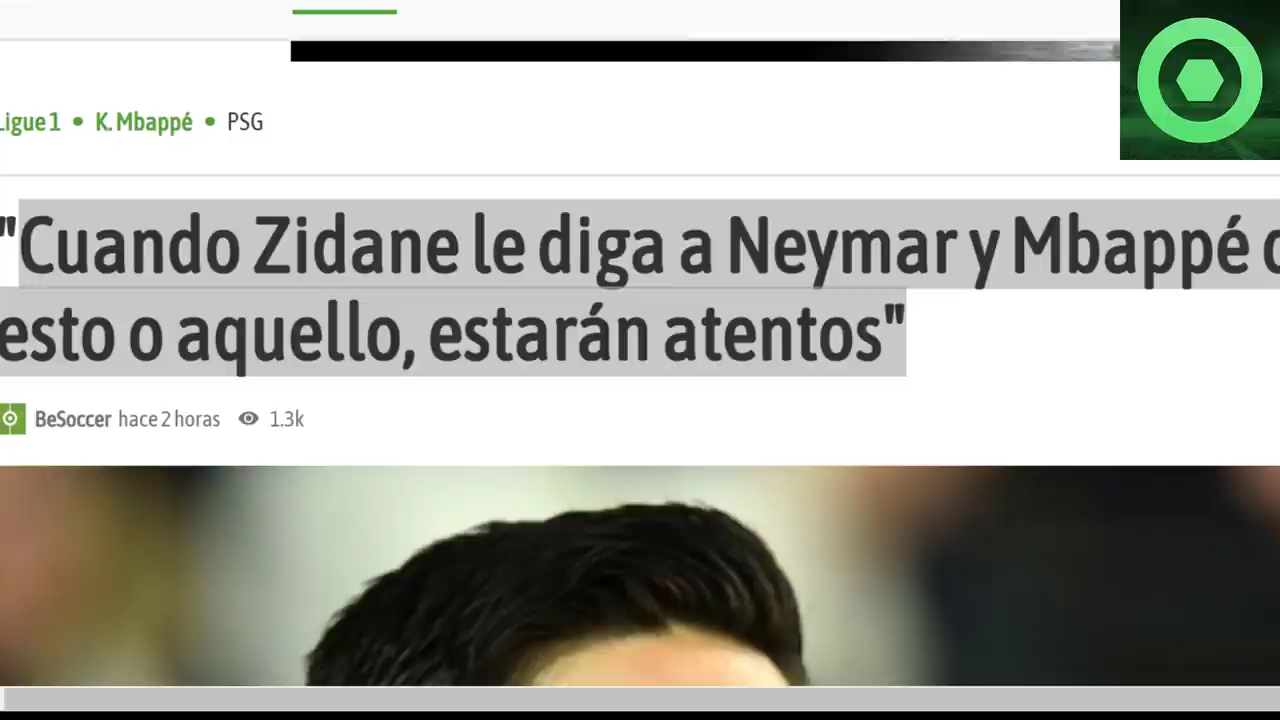 Ligue 1 • K. Mbappé • PSG
"Cuando Zidane le diga a Neymar y Mbappé
esto o aquello, estarán atentos"
BeSoccer hace 2 horas 1.3k